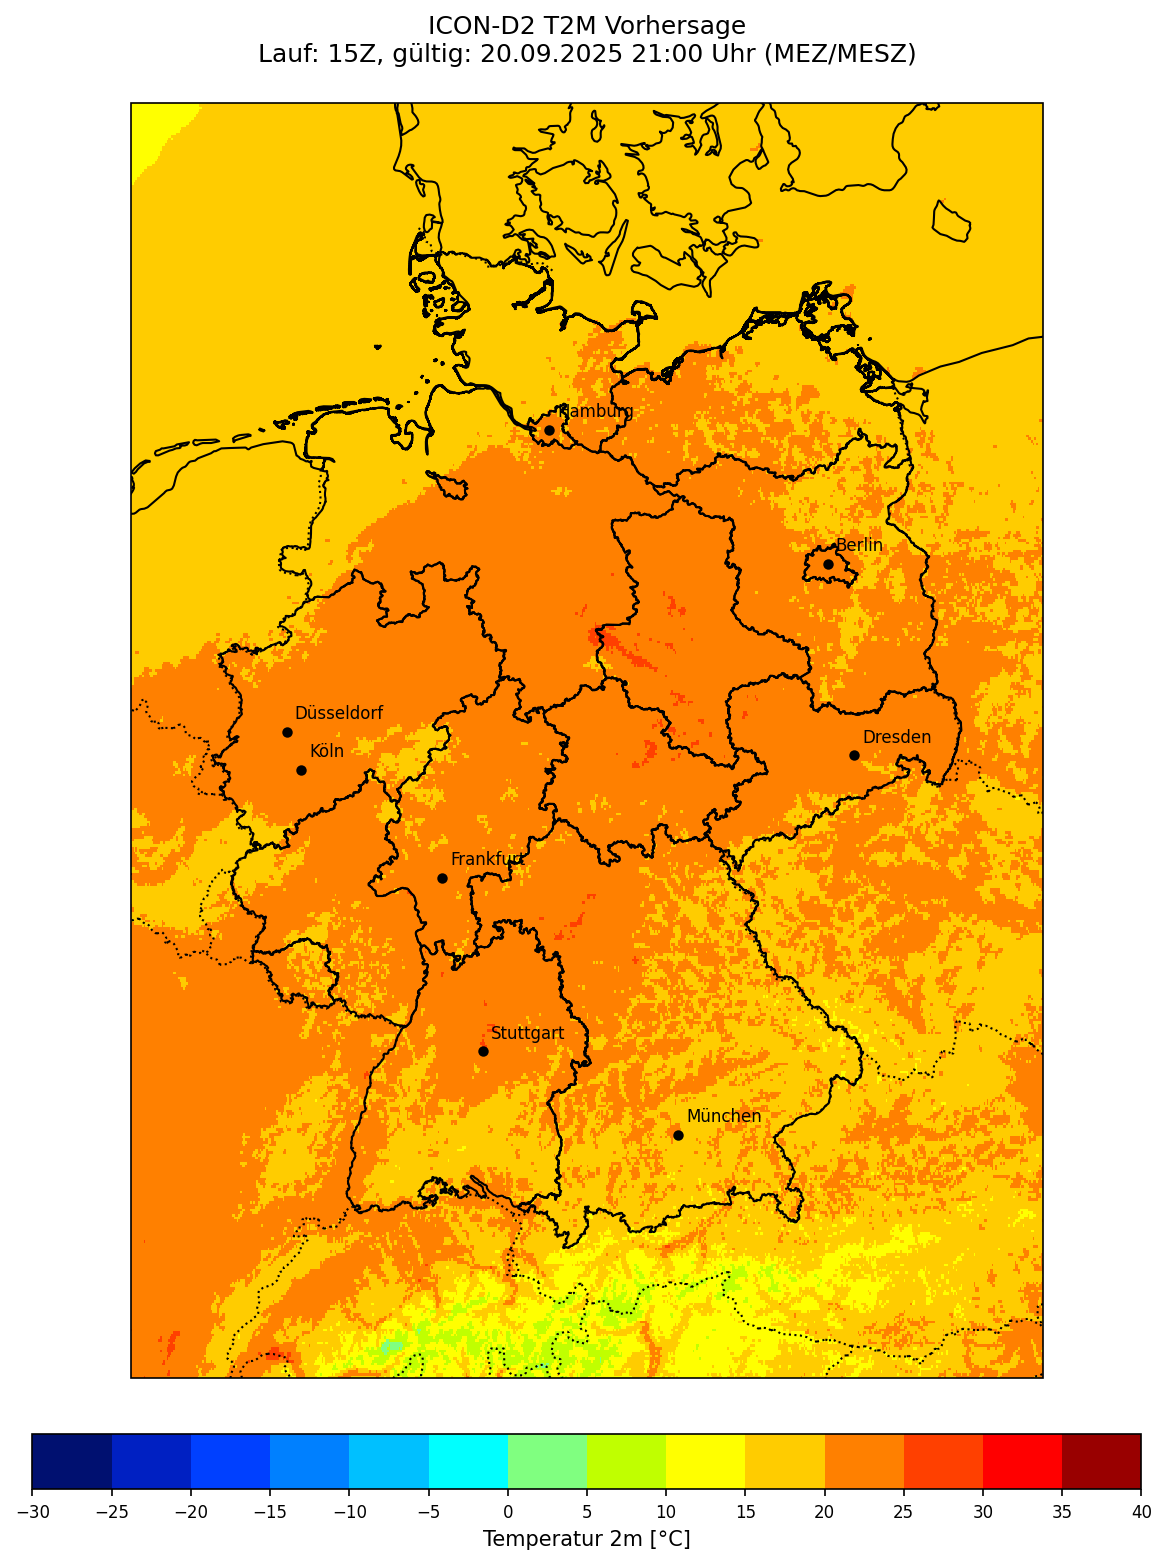 ICON-D2 T2M Vorhersage
Lauf: 15Z, gültig: 20.09.2025 21:00 Uhr (MEZ/MESZ)
Hamburg
Berlin
Düsseldorf
Dresden
Köln
Frankfurt
Stuttgart
München
−30 −25 −20 −15 −10 −5 0 5 10 15 20 25 30 35 40
Temperatur 2m [°C]